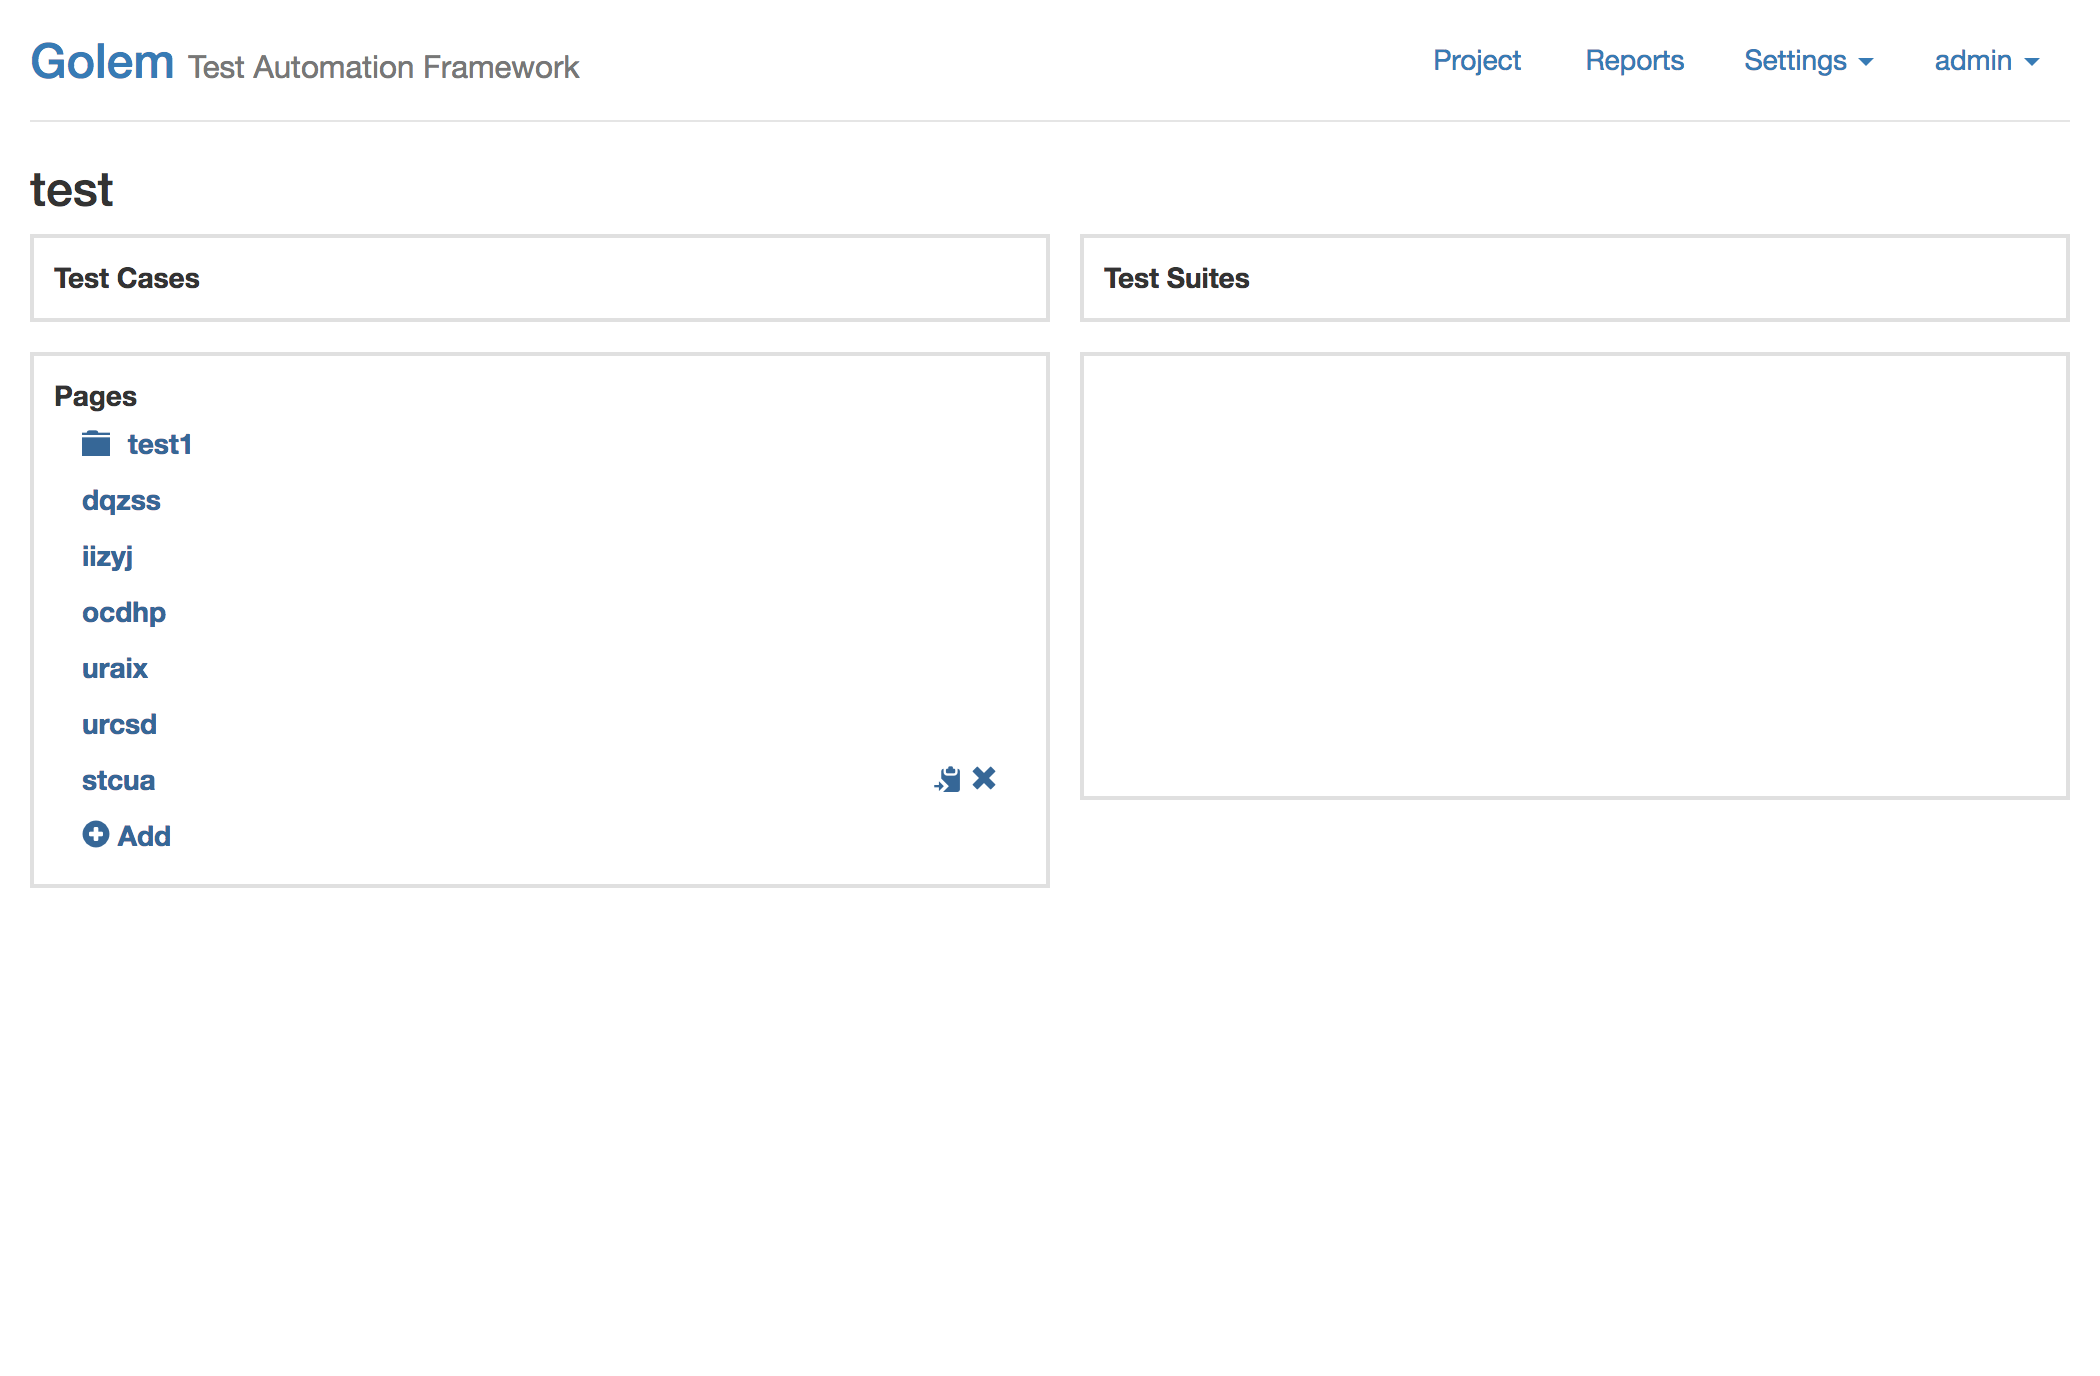 Golem Test Automation Framework
Project Reports Settings admin
test
Test Cases
Test Suites
Pages
test1
dqzss
iizyj
ocdhp
uraix
urcsd
stcua
Add